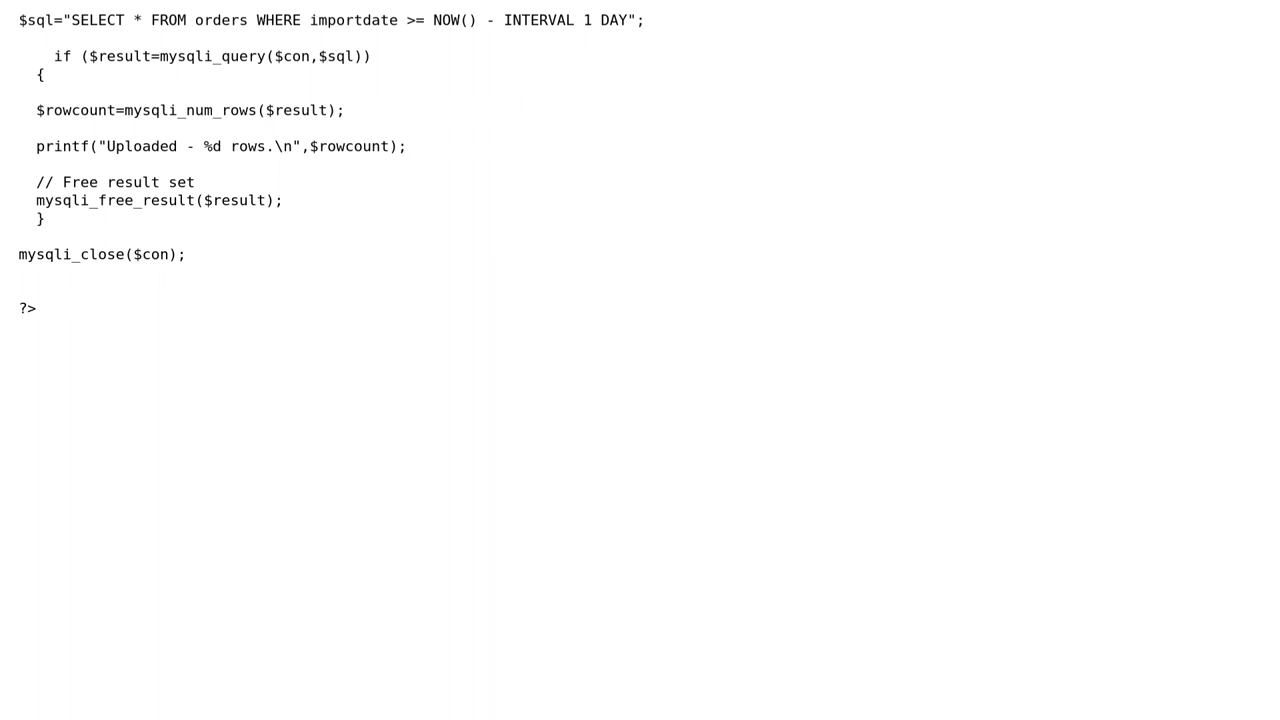 $sql="SELECT * FROM orders WHERE importdate >= NOW() - INTERVAL 1 DAY";
if ($result=mysqli_query($con,$sql))
{
$rowcount=mysqli_num_rows($result);
printf("Uploaded - %d rows.\n",$rowcount);
// Free result set
mysqli_free_result($result);
}
mysqli_close($con);
?>